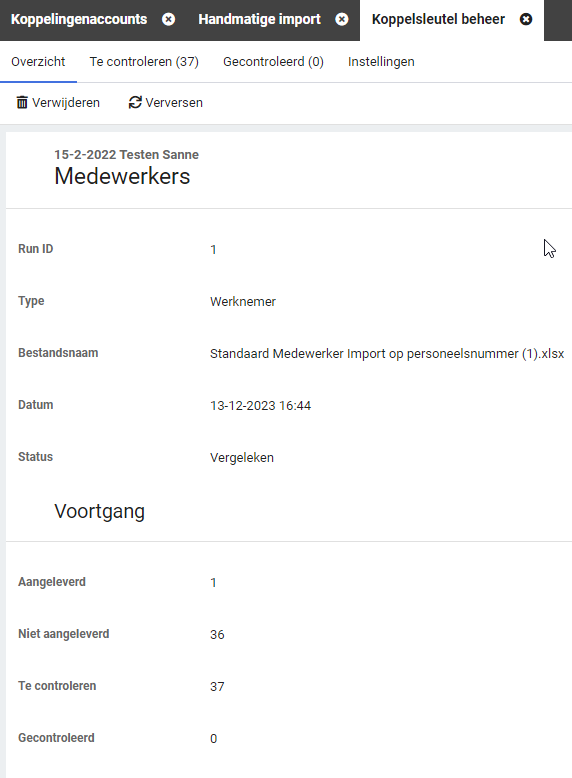 Koppelingenaccounts Handmatige import Koppelsleutel beheer
Overzicht Te controleren (37) Gecontroleerd (0) Instellingen
Verwijderen Verversen
15-2-2022 Testen Sanne
Medewerkers
Run ID 1
Type Werknemer
Bestandsnaam Standaard Medewerker Import op personeelsnummer (1).xlsx
Datum 13-12-2023 16:44
Status Vergeleken
Voortgang
Aangeleverd 1
Niet aangeleverd 36
Te controleren 37
Gecontroleerd 0